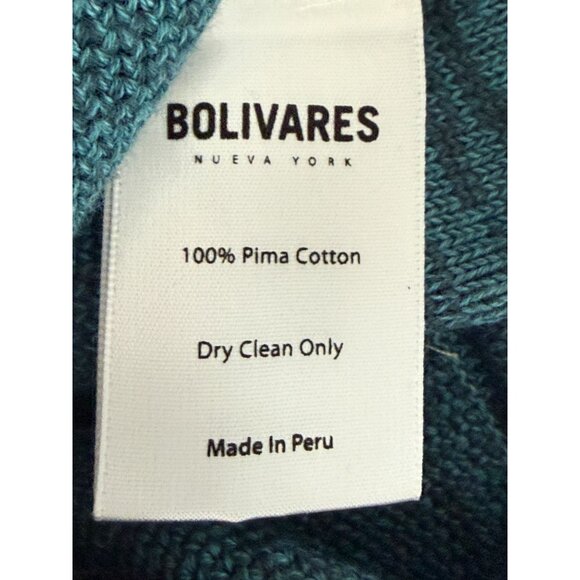 BOLIVARES
NUEVA YORK
100% Pima Cotton
Dry Clean Only
Made In Peru